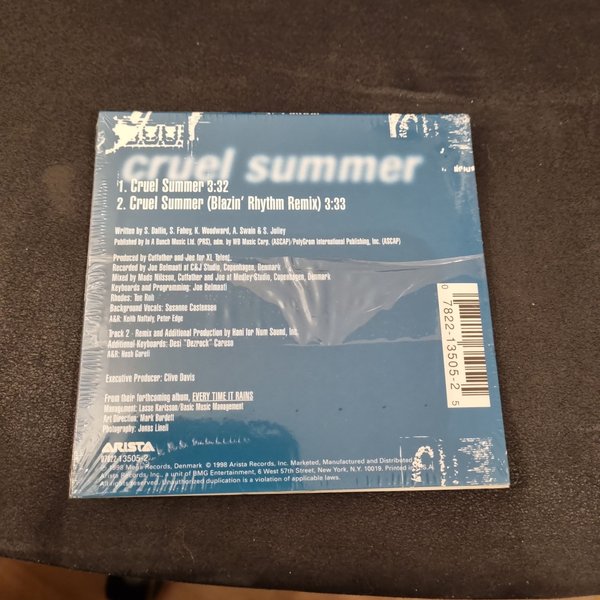 cruel summer
1. Cruel Summer 3:32
2. Cruel Summer (Blazin' Rhythm Remix) 3:33
Written by S. Dallin, S. Fahey, K. Woodward, A. Swain & S. Jolley
Published by In A Bunch Music Ltd. (PRS), adm. by WB Music Corp. (ASCAP)/PolyGram International Publishing, Inc. (ASCAP)
Produced by Cutfather and Joe for XL Talent.
Recorded by Joe Belmaati at C&J Studio, Copenhagen, Denmark
Mixed by Mads Nilsson, Cutfather and Joe at Medley Studio, Copenhagen, Denmark
Keyboards and Programming: Joe Belmaati
Rhodes: Tue Roh
Background Vocals: Susanne Carstensen
A&R: Keith Naftaly, Peter Edge
Track 2 - Remix and Additional Production by Hani for Num Sound, Inc.
Additional Keyboards: Desi "Dezrock" Caruso
A&R: Hosh Gureli
Executive Producer: Clive Davis
From their forthcoming album, EVERY TIME IT RAINS
Management: Lasse Karlsson/Basic Music Management
Art Direction: Mark Burdett
Photography: Jonas Linell
ARISTA
07822-13505-2
℗ 1998 Mega Records, Denmark © 1998 Arista Records, Inc. Marketed, Manufactured and Distributed
Arista Records, Inc., a unit of BMG Entertainment, 6 West 57th Street, New York, N.Y. 10019. Printed in U.S.A.
All rights reserved. Unauthorized duplication is a violation of applicable laws.
0 7822-13505-2 5